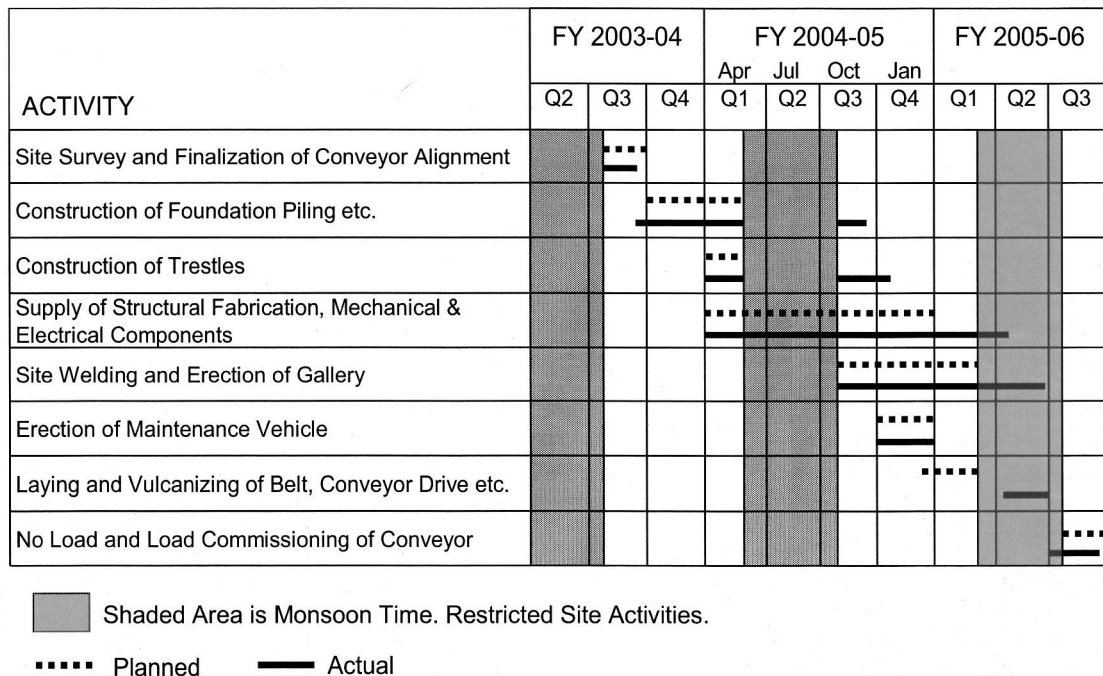 FY 2003-04 FY 2004-05 FY 2005-06
Apr Jul Oct Jan
ACTIVITY Q2 Q3 Q4 Q1 Q2 Q3 Q4 Q1 Q2 Q3
Site Survey and Finalization of Conveyor Alignment
Construction of Foundation Piling etc.
Construction of Trestles
Supply of Structural Fabrication, Mechanical &
Electrical Components
Site Welding and Erection of Gallery
Erection of Maintenance Vehicle
Laying and Vulcanizing of Belt, Conveyor Drive etc.
No Load and Load Commissioning of Conveyor
Shaded Area is Monsoon Time. Restricted Site Activities.
Planned Actual